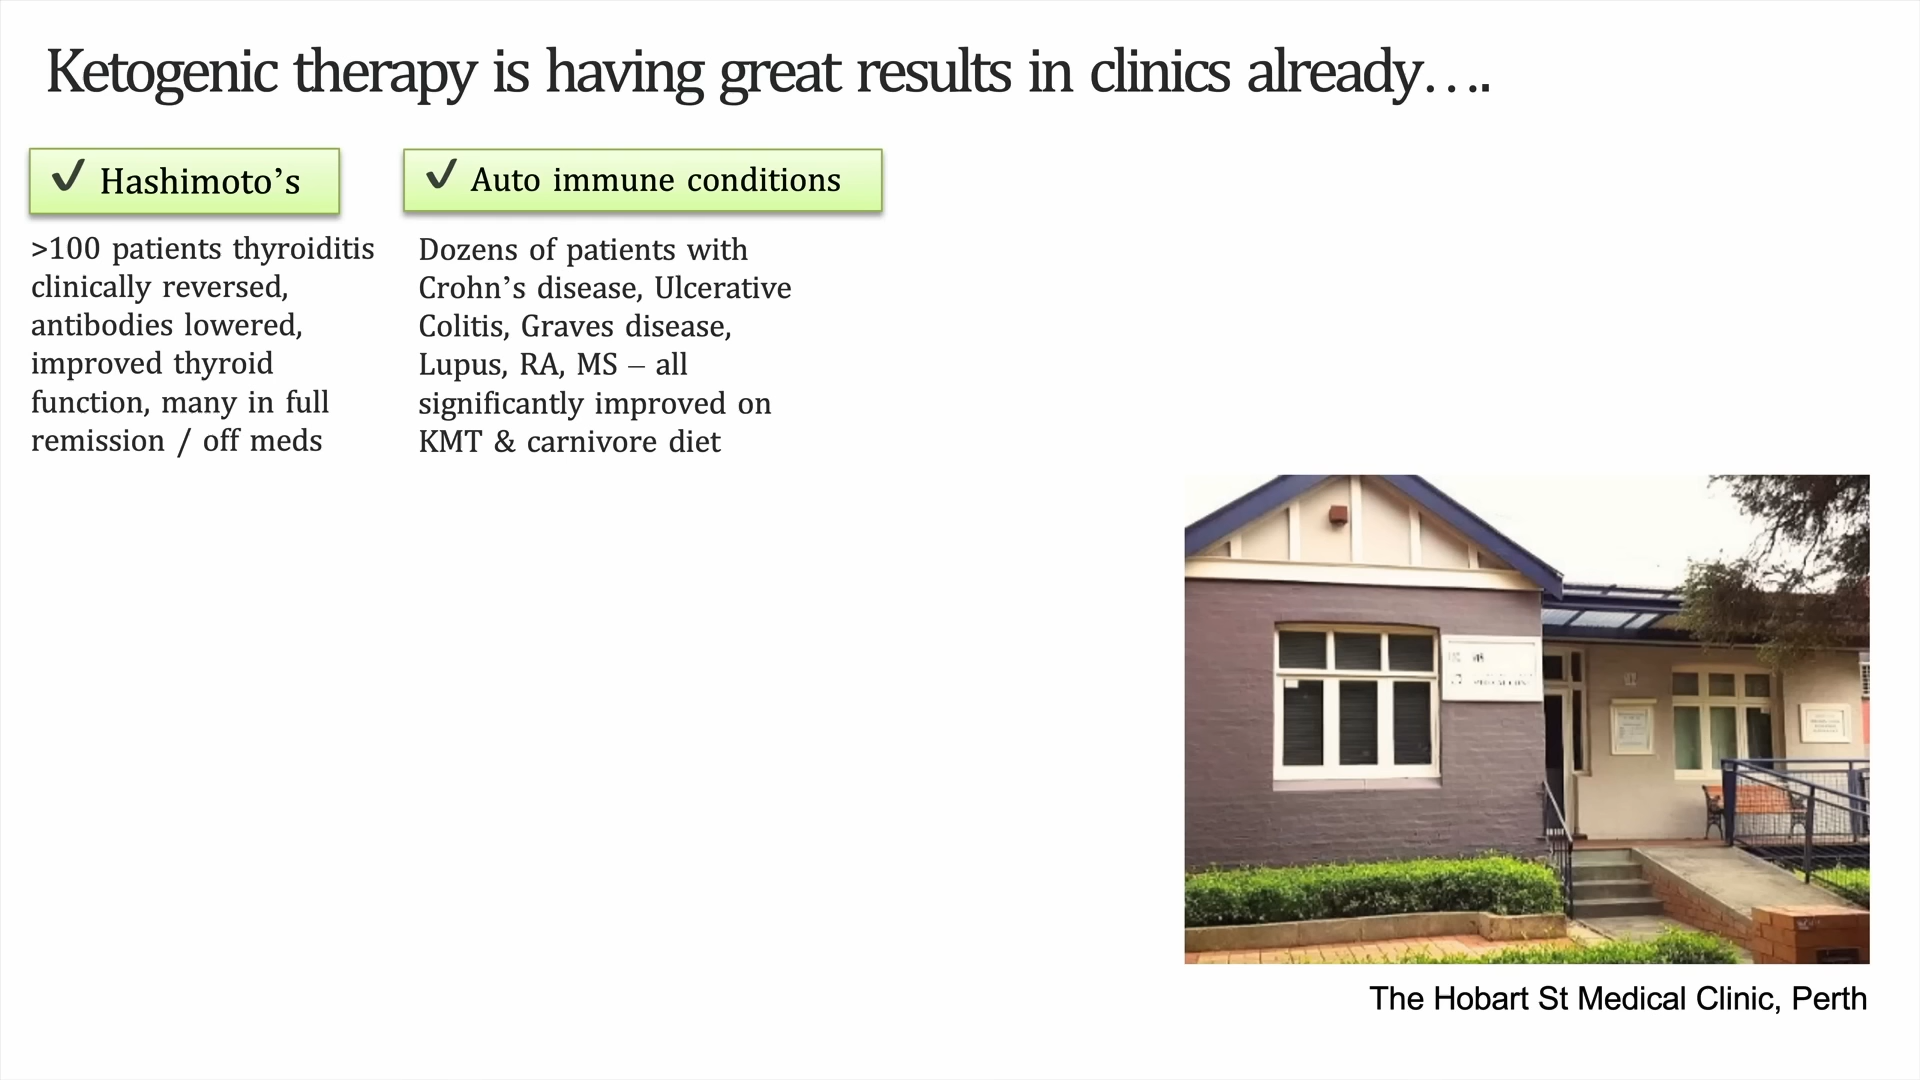 Ketogenic therapy is having great results in clinics already….
✓ Hashimoto’s
>100 patients thyroiditis
clinically reversed,
antibodies lowered,
improved thyroid
function, many in full
remission / off meds
✓ Auto immune conditions
Dozens of patients with
Crohn’s disease, Ulcerative
Colitis, Graves disease,
Lupus, RA, MS – all
significantly improved on
KMT & carnivore diet
The Hobart St Medical Clinic, Perth